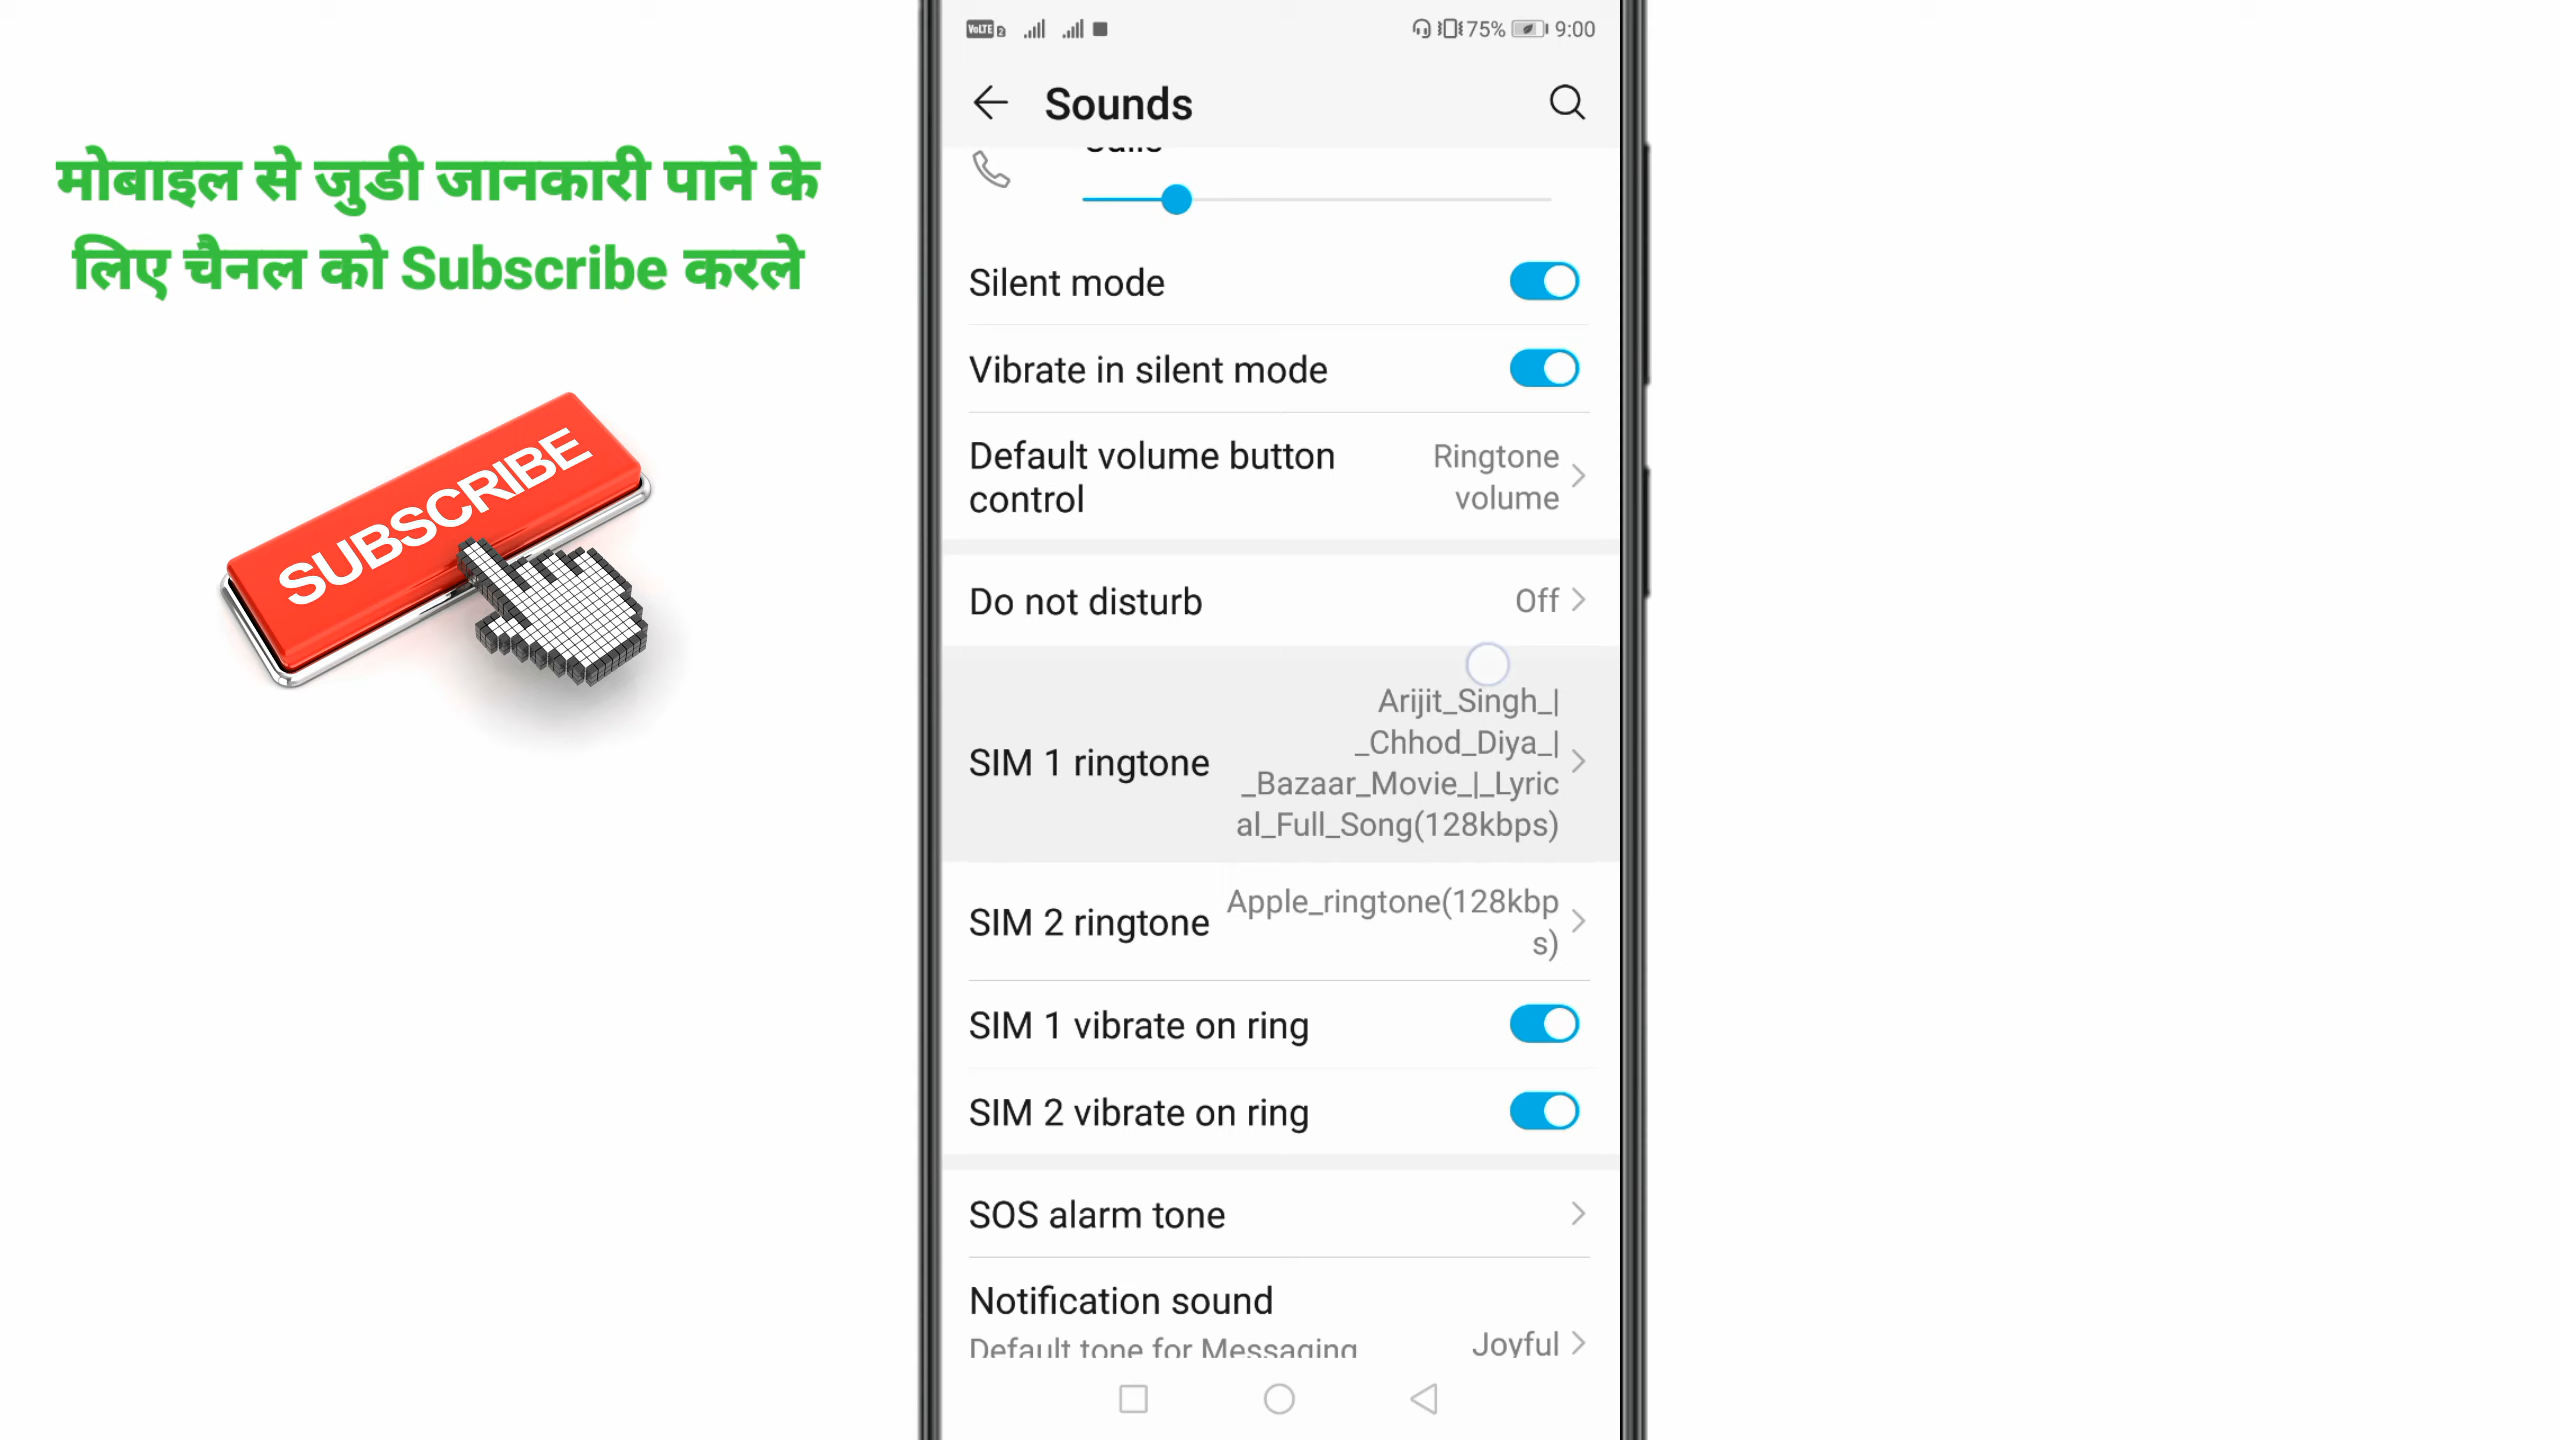 VoLTE 2 75% 9:00
Sounds
Calls
मोबाइल से जुडी जानकारी पाने के
लिए चैनल को Subscribe करले
SUBSCRIBE
Silent mode
Vibrate in silent mode
Default volume button
control
Ringtone
volume
Do not disturb
Off
SIM 1 ringtone
Arijit_Singh_|
_Chhod_Diya_|
_Bazaar_Movie_|_Lyric
al_Full_Song(128kbps)
SIM 2 ringtone
Apple_ringtone(128kbp
s)
SIM 1 vibrate on ring
SIM 2 vibrate on ring
SOS alarm tone
Notification sound
Default tone for Messaging
Joyful